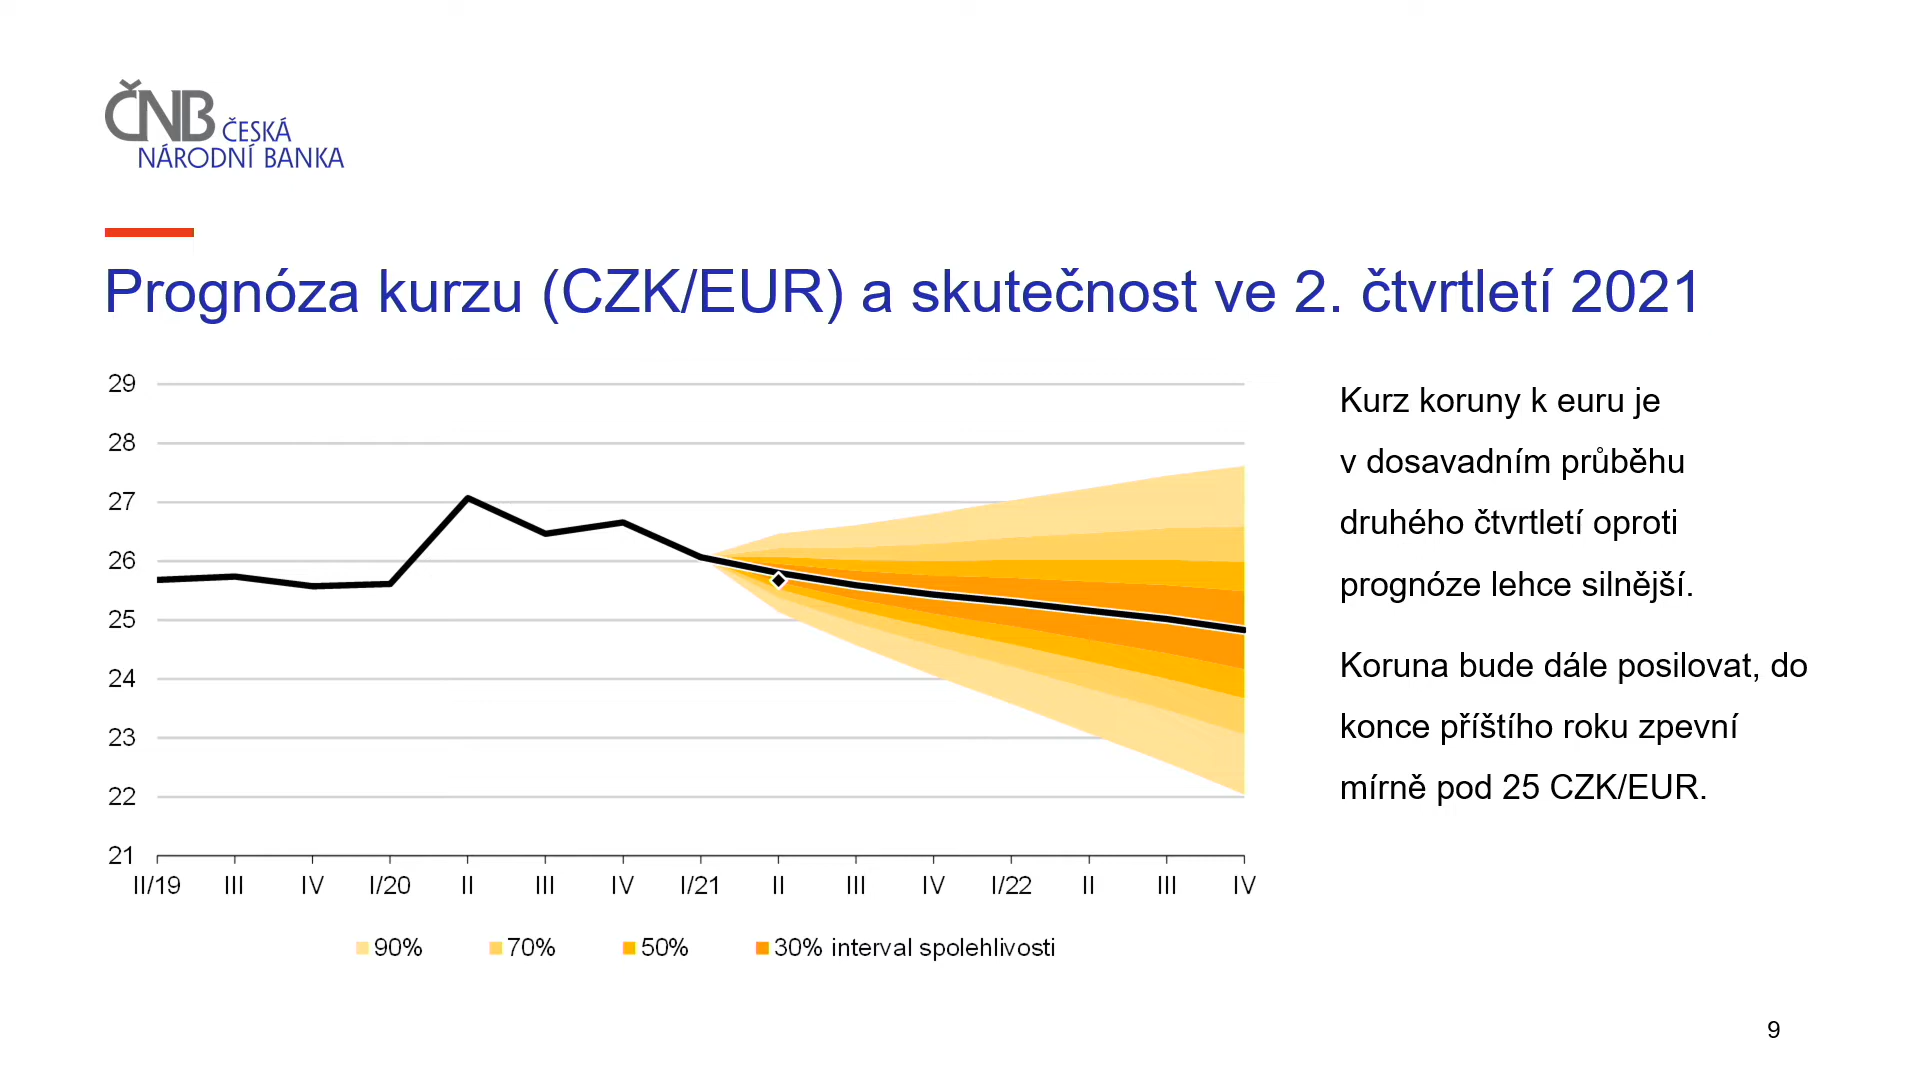 ČNB ČESKÁ
NÁRODNÍ BANKA
Prognóza kurzu (CZK/EUR) a skutečnost ve 2. čtvrtletí 2021
29
28
27
26
25
24
23
22
21
II/19 III IV I/20 II III IV I/21 II III IV I/22 II III IV
90% 70% 50% 30% interval spolehlivosti
Kurz koruny k euru je
v dosavadním průběhu
druhého čtvrtletí oproti
prognóze lehce silnější.
Koruna bude dále posilovat, do
konce příštího roku zpevní
mírně pod 25 CZK/EUR.
9